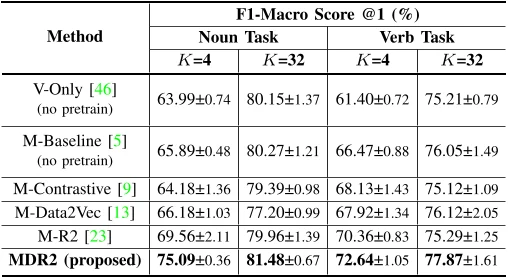 Method F1-Macro Score @1 (%)
Noun Task Verb Task
K=4 K=32 K=4 K=32
V-Only [46] (no pretrain) 63.99±0.74 80.15±1.37 61.40±0.72 75.21±0.79
M-Baseline [5] (no pretrain) 65.89±0.48 80.27±1.21 66.47±0.88 76.05±1.49
M-Contrastive [9] 64.18±1.36 79.39±0.98 68.13±1.43 75.12±1.09
M-Data2Vec [13] 66.18±1.03 77.20±0.99 67.92±1.34 76.12±2.05
M-R2 [23] 69.56±2.11 79.96±1.39 70.36±0.83 75.29±1.25
MDR2 (proposed) 75.09±0.36 81.48±0.67 72.64±1.05 77.87±1.61